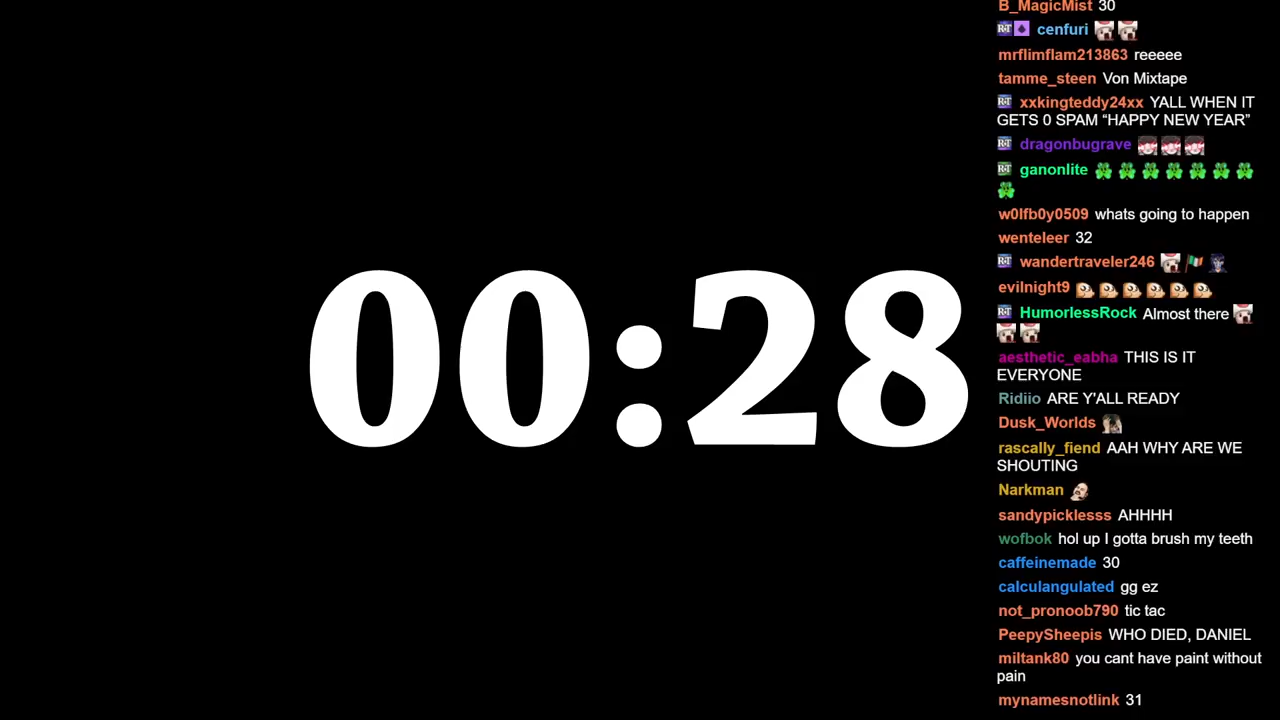 00:28
B_MagicMist 30
cenfuri
mrflimflam213863 reeeee
tamme_steen Von Mixtape
xxkingteddy24xx YALL WHEN IT
GETS 0 SPAM “HAPPY NEW YEAR”
dragonbugrave
ganonlite
w0lfb0y0509 whats going to happen
wenteleer 32
wandertraveler246
evilnight9
HumorlessRock Almost there
aesthetic_eabha THIS IS IT
EVERYONE
Ridiio ARE Y'ALL READY
Dusk_Worlds
rascally_fiend AAH WHY ARE WE
SHOUTING
Narkman
sandypicklesss AHHHH
wofbok hol up I gotta brush my teeth
caffeinemade 30
calculangulated gg ez
not_pronoob790 tic tac
PeepySheepis WHO DIED, DANIEL
miltank80 you cant have paint without
pain
mynamesnotlink 31